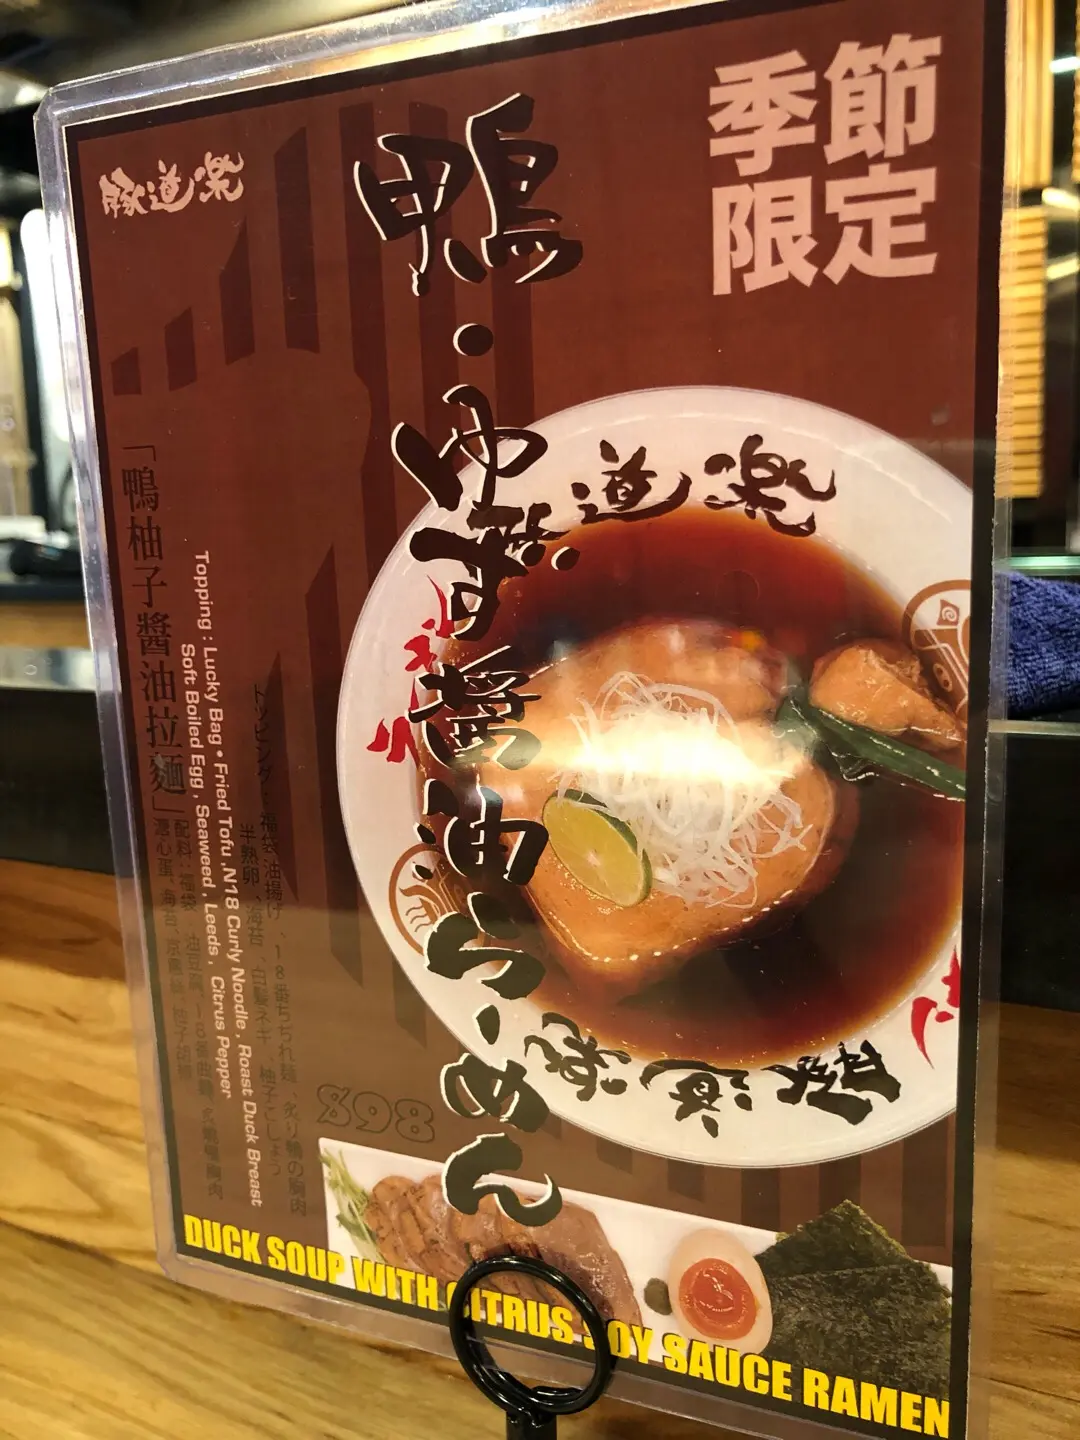 季節
限定
豚道楽
鴨・ゆず醤油らーめん
道楽
「鴨柚子醬油拉麵」
Topping : Lucky Bag • Fried Tofu ,N18 Curly Noodle, Roast Duck Breast
Soft Boiled Egg , Seaweed , Leeds , Citrus Pepper
トッピング：福袋 油揚げ 、18番ちぢれ麺、炙り鴨の胸肉
半熟卵 、海苔 、白髪ネギ 、柚子こしょう
$98
DUCK SOUP WITH CITRUS SOY SAUCE RAMEN